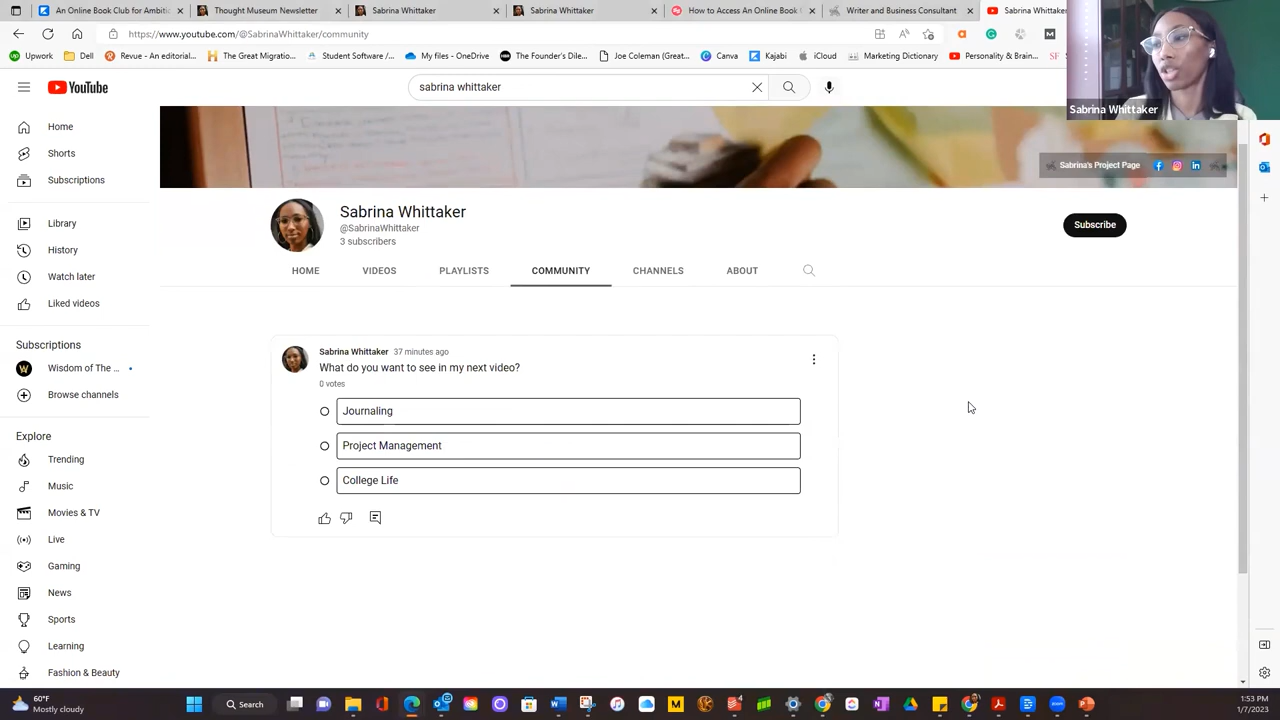 An Online Book Club for Ambiti
Thought Museum Newsletter
Sabrina Whittaker
Sabrina Whittaker
How to Access An Online Book
Writer and Business Consultant
Sabrina Whittake
https://www.youtube.com/@SabrinaWhittaker/community
Upwork
Dell
Revue - An editorial...
The Great Migration...
Student Software /...
My files - OneDrive
The Founder's Dile...
Joe Coleman (Great...
Canva
Kajabi
iCloud
Marketing Dictionary
Personality & Brain...
YouTube
sabrina whittaker
Sabrina Whittaker
Home
Shorts
Subscriptions
Library
History
Watch later
Liked videos
Subscriptions
Wisdom of The ...
Browse channels
Explore
Trending
Music
Movies & TV
Live
Gaming
News
Sports
Learning
Fashion & Beauty
Sabrina's Project Page
Sabrina Whittaker
@SabrinaWhittaker
3 subscribers
Subscribe
HOME
VIDEOS
PLAYLISTS
COMMUNITY
CHANNELS
ABOUT
Sabrina Whittaker 37 minutes ago
What do you want to see in my next video?
0 votes
Journaling
Project Management
College Life
60°F
Mostly cloudy
Search
1:53 PM
1/7/2023